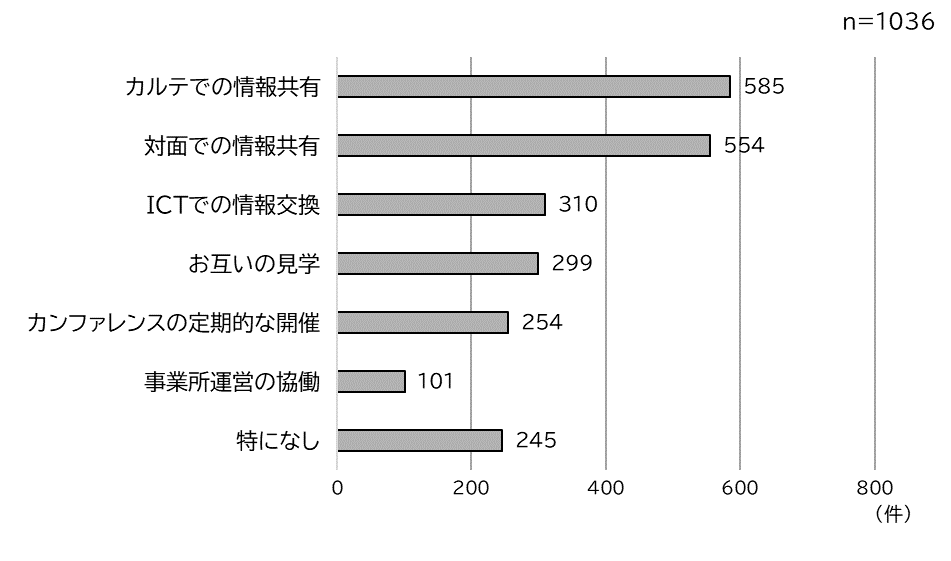 n=1036
カルテでの情報共有 585
対面での情報共有 554
ICTでの情報交換 310
お互いの見学 299
カンファレンスの定期的な開催 254
事業所運営の協働 101
特になし 245
0 200 400 600 800
（件）